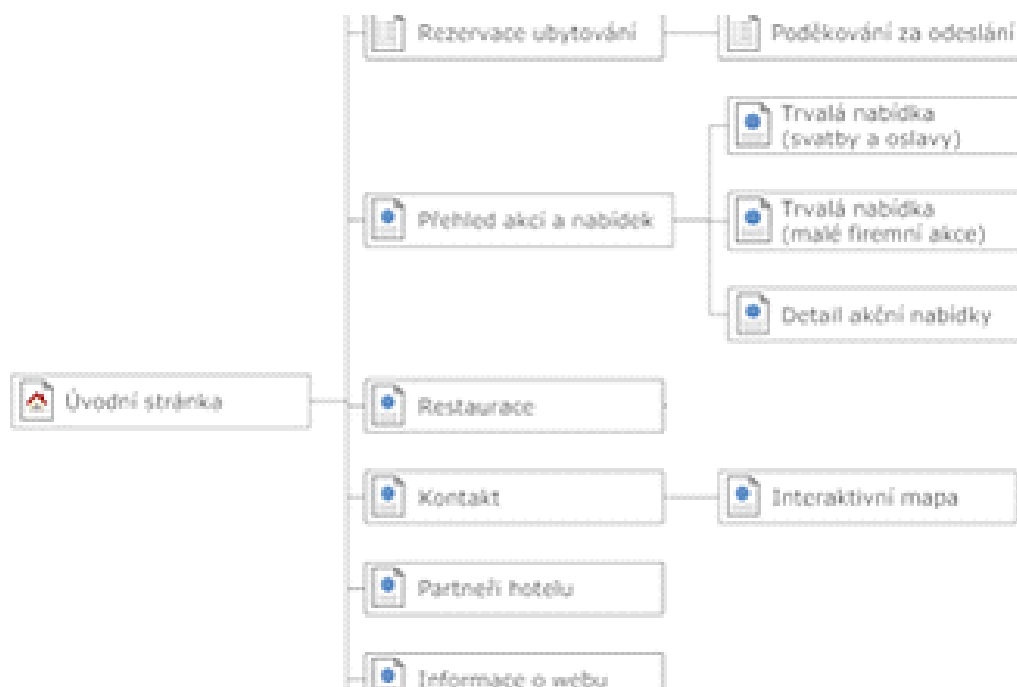 Rezervace ubytování
Poděkování za odeslání
Trvalá nabídka
(svatby a oslavy)
Přehled akcí a nabídek
Trvalá nabídka
(malé firemní akce)
Detail akční nabídky
Úvodní stránka
Restaurace
Kontakt
Interaktivní mapa
Partneři hotelu
Informace o webu